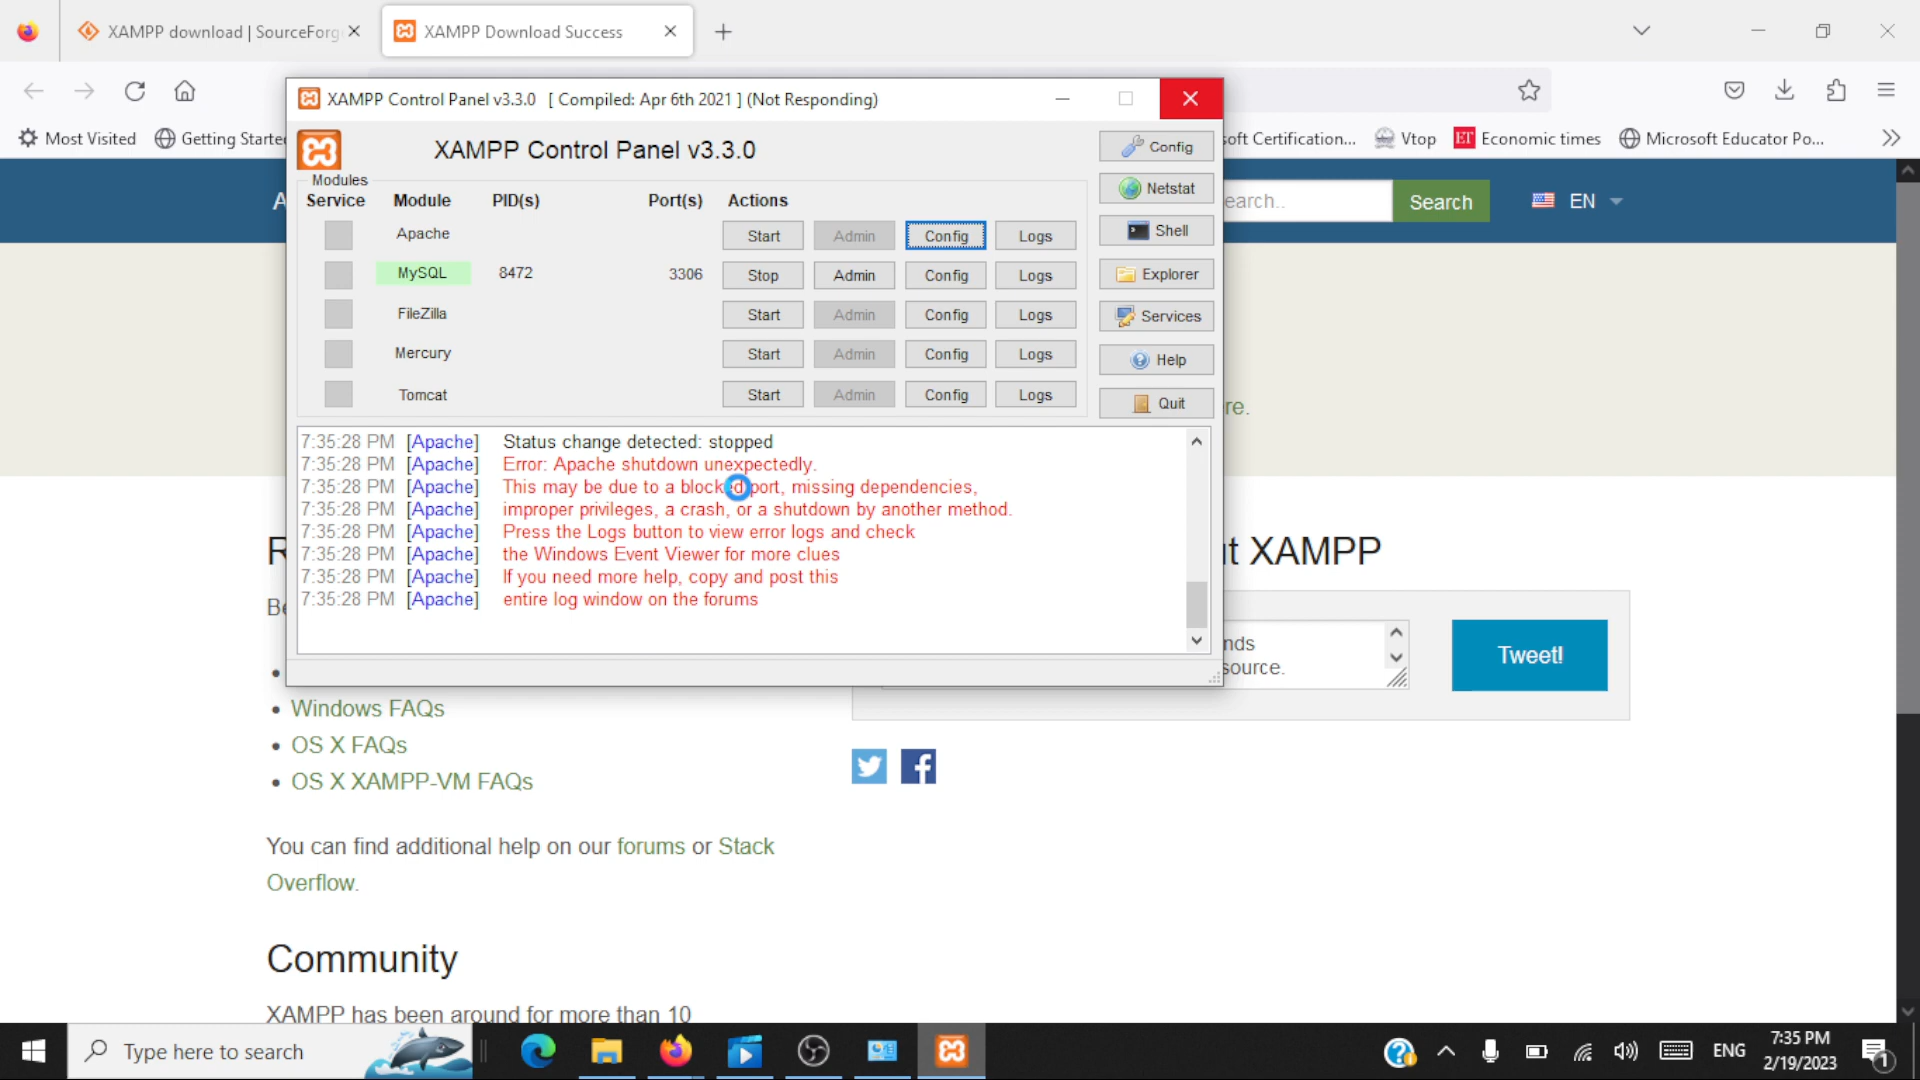 XAMPP download | SourceForg
XAMPP Download Success
Most Visited
Getting Starte
soft Certification...
Vtop
ET
Economic times
Microsoft Educator Po...
XAMPP Control Panel v3.3.0 [ Compiled: Apr 6th 2021 ] (Not Responding)
XAMPP Control Panel v3.3.0
Config
Modules
Service Module PID(s) Port(s) Actions
Netstat
A
earch..
Search
EN
Apache Start Admin Config Logs
Shell
MySQL 8472 3306 Stop Admin Config Logs
Explorer
FileZilla Start Admin Config Logs
Services
Mercury Start Admin Config Logs
Help
Tomcat Start Admin Config Logs
Quit
re.
7:35:28 PM [Apache] Status change detected: stopped
7:35:28 PM [Apache] Error: Apache shutdown unexpectedly.
7:35:28 PM [Apache] This may be due to a blocked port, missing dependencies,
7:35:28 PM [Apache] improper privileges, a crash, or a shutdown by another method.
7:35:28 PM [Apache] Press the Logs button to view error logs and check
7:35:28 PM [Apache] the Windows Event Viewer for more clues
7:35:28 PM [Apache] If you need more help, copy and post this
7:35:28 PM [Apache] entire log window on the forums
R
ut XAMPP
Be
nds
source.
Tweet!
Windows FAQs
OS X FAQs
OS X XAMPP-VM FAQs
You can find additional help on our forums or Stack
Overflow.
Community
XAMPP has been around for more than 10
Type here to search
ENG
7:35 PM
2/19/2023
1